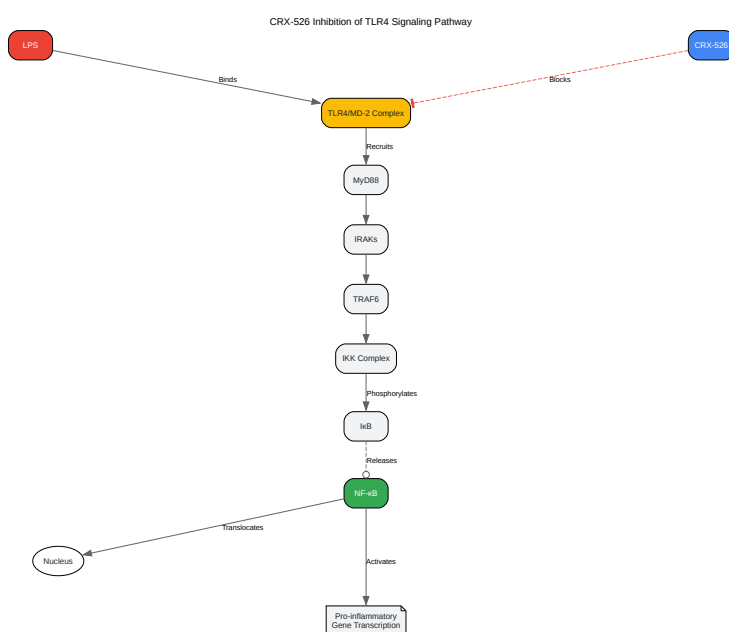 CRX-526 Inhibition of TLR4 Signaling Pathway
LPS
CRX-526
Binds
Blocks
TLR4/MD-2 Complex
Recruits
MyD88
IRAKs
TRAF6
IKK Complex
Phosphorylates
IκB
Releases
NF-κB
Translocates
Nucleus
Activates
Pro-inflammatory
Gene Transcription